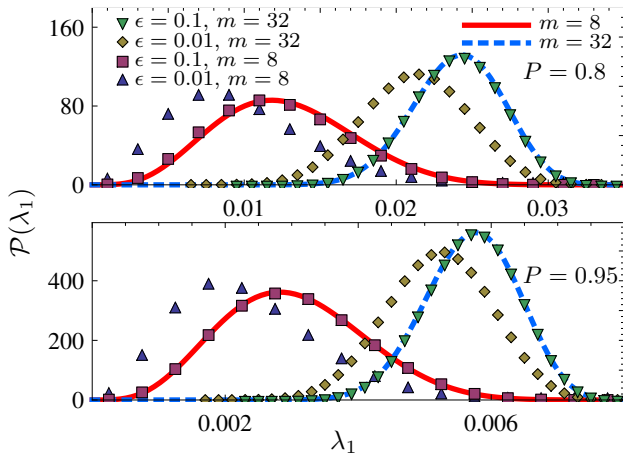 160
80
0
ϵ = 0.1, m = 32
ϵ = 0.01, m = 32
ϵ = 0.1, m = 8
ϵ = 0.01, m = 8
m = 8
m = 32
P = 0.8
0.01 0.02 0.03
P(λ₁)
400
200
0
P = 0.95
0.002 0.006
λ₁